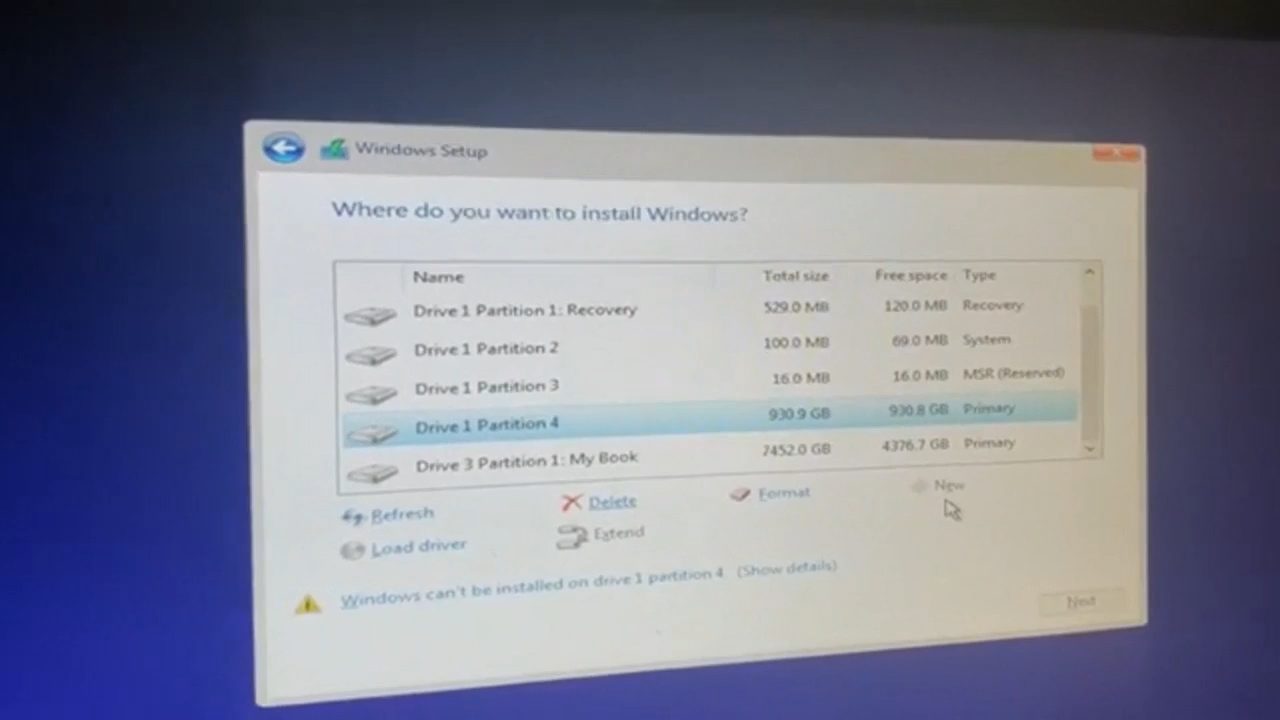 Windows Setup
Where do you want to install Windows?
Name Total size Free space Type
Drive 1 Partition 1: Recovery 529.0 MB 120.0 MB Recovery
Drive 1 Partition 2 100.0 MB 69.0 MB System
Drive 1 Partition 3 16.0 MB 16.0 MB MSR (Reserved)
Drive 1 Partition 4 930.9 GB 930.8 GB Primary
Drive 3 Partition 1: My Book 7452.0 GB 4376.7 GB Primary
Refresh Delete Format New
Load driver Extend
Windows can't be installed on drive 1 partition 4 (Show details)
Next